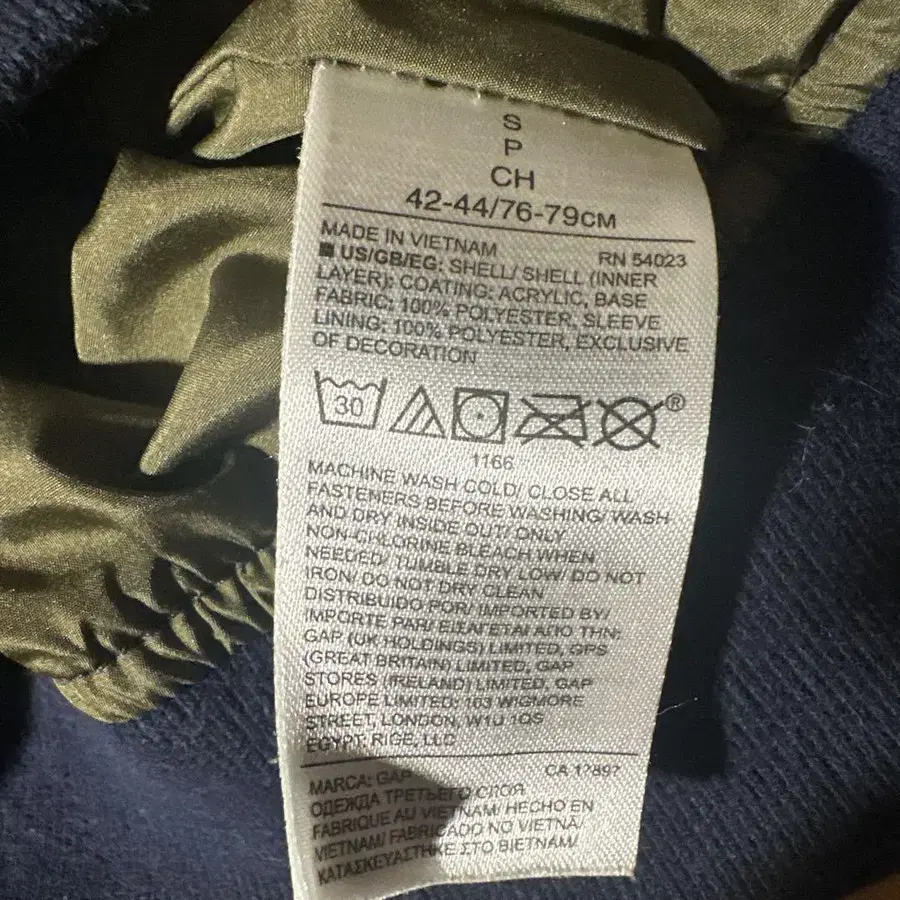 S
P
CH
42-44/76-79CM
MADE IN VIETNAM
RN 54023
US/GB/EG: SHELL/ SHELL (INNER
LAYER): COATING: ACRYLIC, BASE
FABRIC: 100% POLYESTER, SLEEVE
LINING: 100% POLYESTER, EXCLUSIVE
OF DECORATION
30
®
1166
MACHINE WASH COLD/ CLOSE ALL
FASTENERS BEFORE WASHING/ WASH
AND DRY INSIDE OUT/ ONLY
NON-CHLORINE BLEACH WHEN
NEEDED/ TUMBLE DRY LOW/ DO NOT
IRON/ DO NOT DRY CLEAN
DISTRIBUIDO POR/ IMPORTED BY/
IMPORTE PAR/ ΕΙΣΑΓΕΤΑΙ ΑΠΟ ΤΗΝ:
GAP (UK HOLDINGS) LIMITED, GPS
(GREAT BRITAIN) LIMITED, GAP
STORES (IRELAND) LIMITED, GAP
EUROPE LIMITED: 163 WIGMORE
STREET, LONDON, W1U 1QS
EGYPT: RIGE, LLC
MARCA: GAP
CA 17897
ОДЕЖДА ТРЕТЬЕГО СЛОЯ
FABRIQUE AU VIETNAM/ HECHO EN
VIETNAM/ FABRICADO NO VIETNÃ/
ΚΑΤΑΣΚΕΥΑΣΤΗΚΕ ΣΤΟ ΒΙΕΤΝΑΜ/